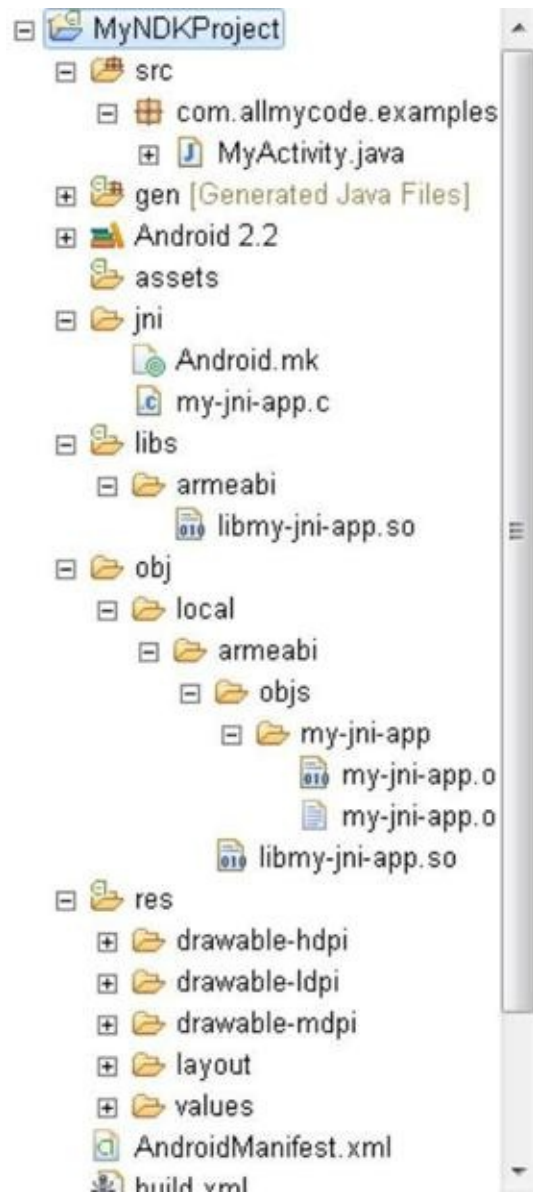 MyNDKProject
src
com.allmycode.examples
MyActivity.java
gen [Generated Java Files]
Android 2.2
assets
jni
Android.mk
my-jni-app.c
libs
armeabi
libmy-jni-app.so
obj
local
armeabi
objs
my-jni-app
my-jni-app.o
my-jni-app.o
libmy-jni-app.so
res
drawable-hdpi
drawable-ldpi
drawable-mdpi
layout
values
AndroidManifest.xml
build.xml